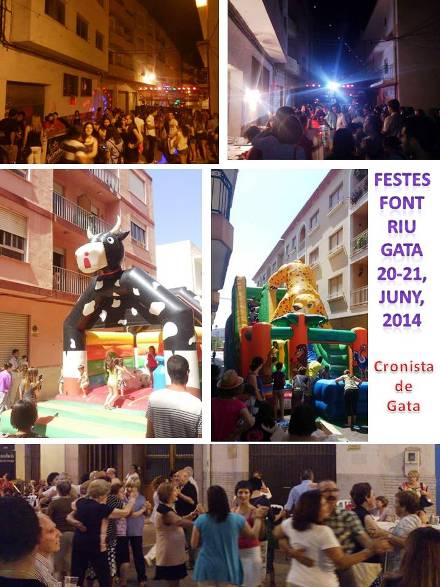 FESTES
FONT
RIU
GATA
20-21,
JUNY,
2014
Cronista
de
Gata